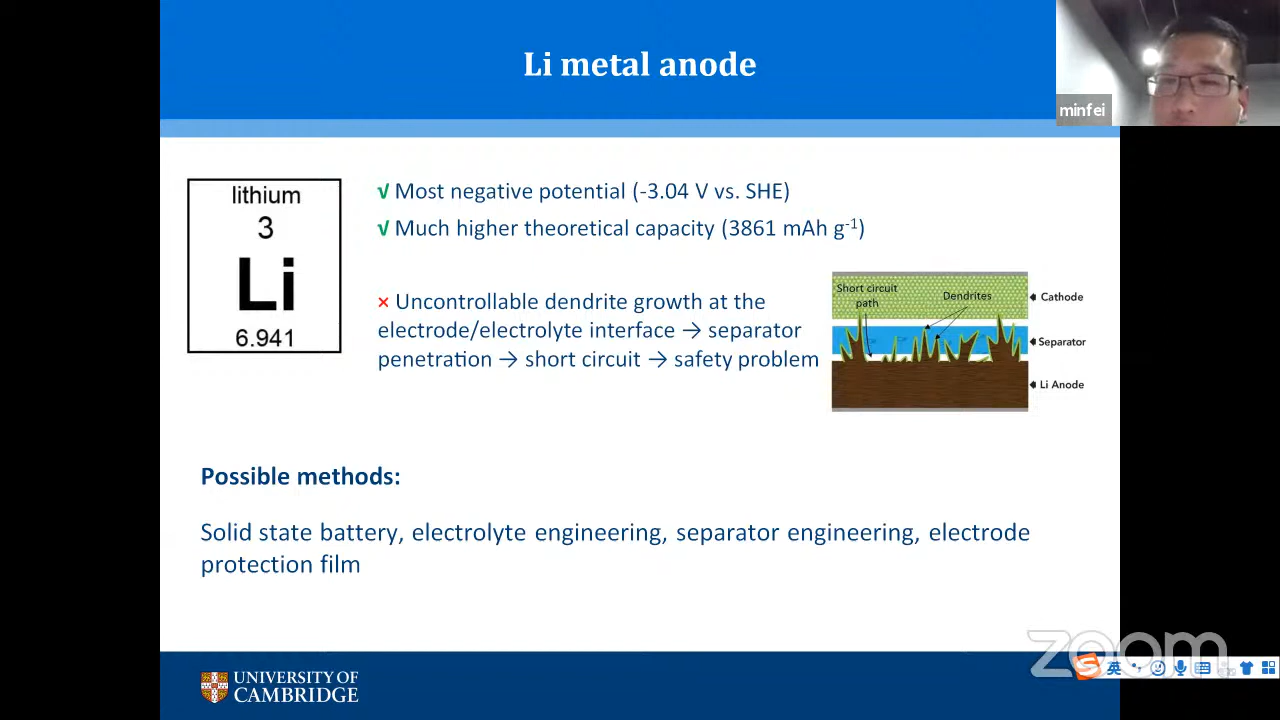 Li metal anode
minfei
lithium
3
Li
6.941
√ Most negative potential (-3.04 V vs. SHE)
√ Much higher theoretical capacity (3861 mAh g⁻¹)
× Uncontrollable dendrite growth at the
electrode/electrolyte interface → separator
penetration → short circuit → safety problem
Short circuit
path
Dendrites
Cathode
Separator
Li Anode
Possible methods:
Solid state battery, electrolyte engineering, separator engineering, electrode
protection film
UNIVERSITY OF
CAMBRIDGE
zoom
英